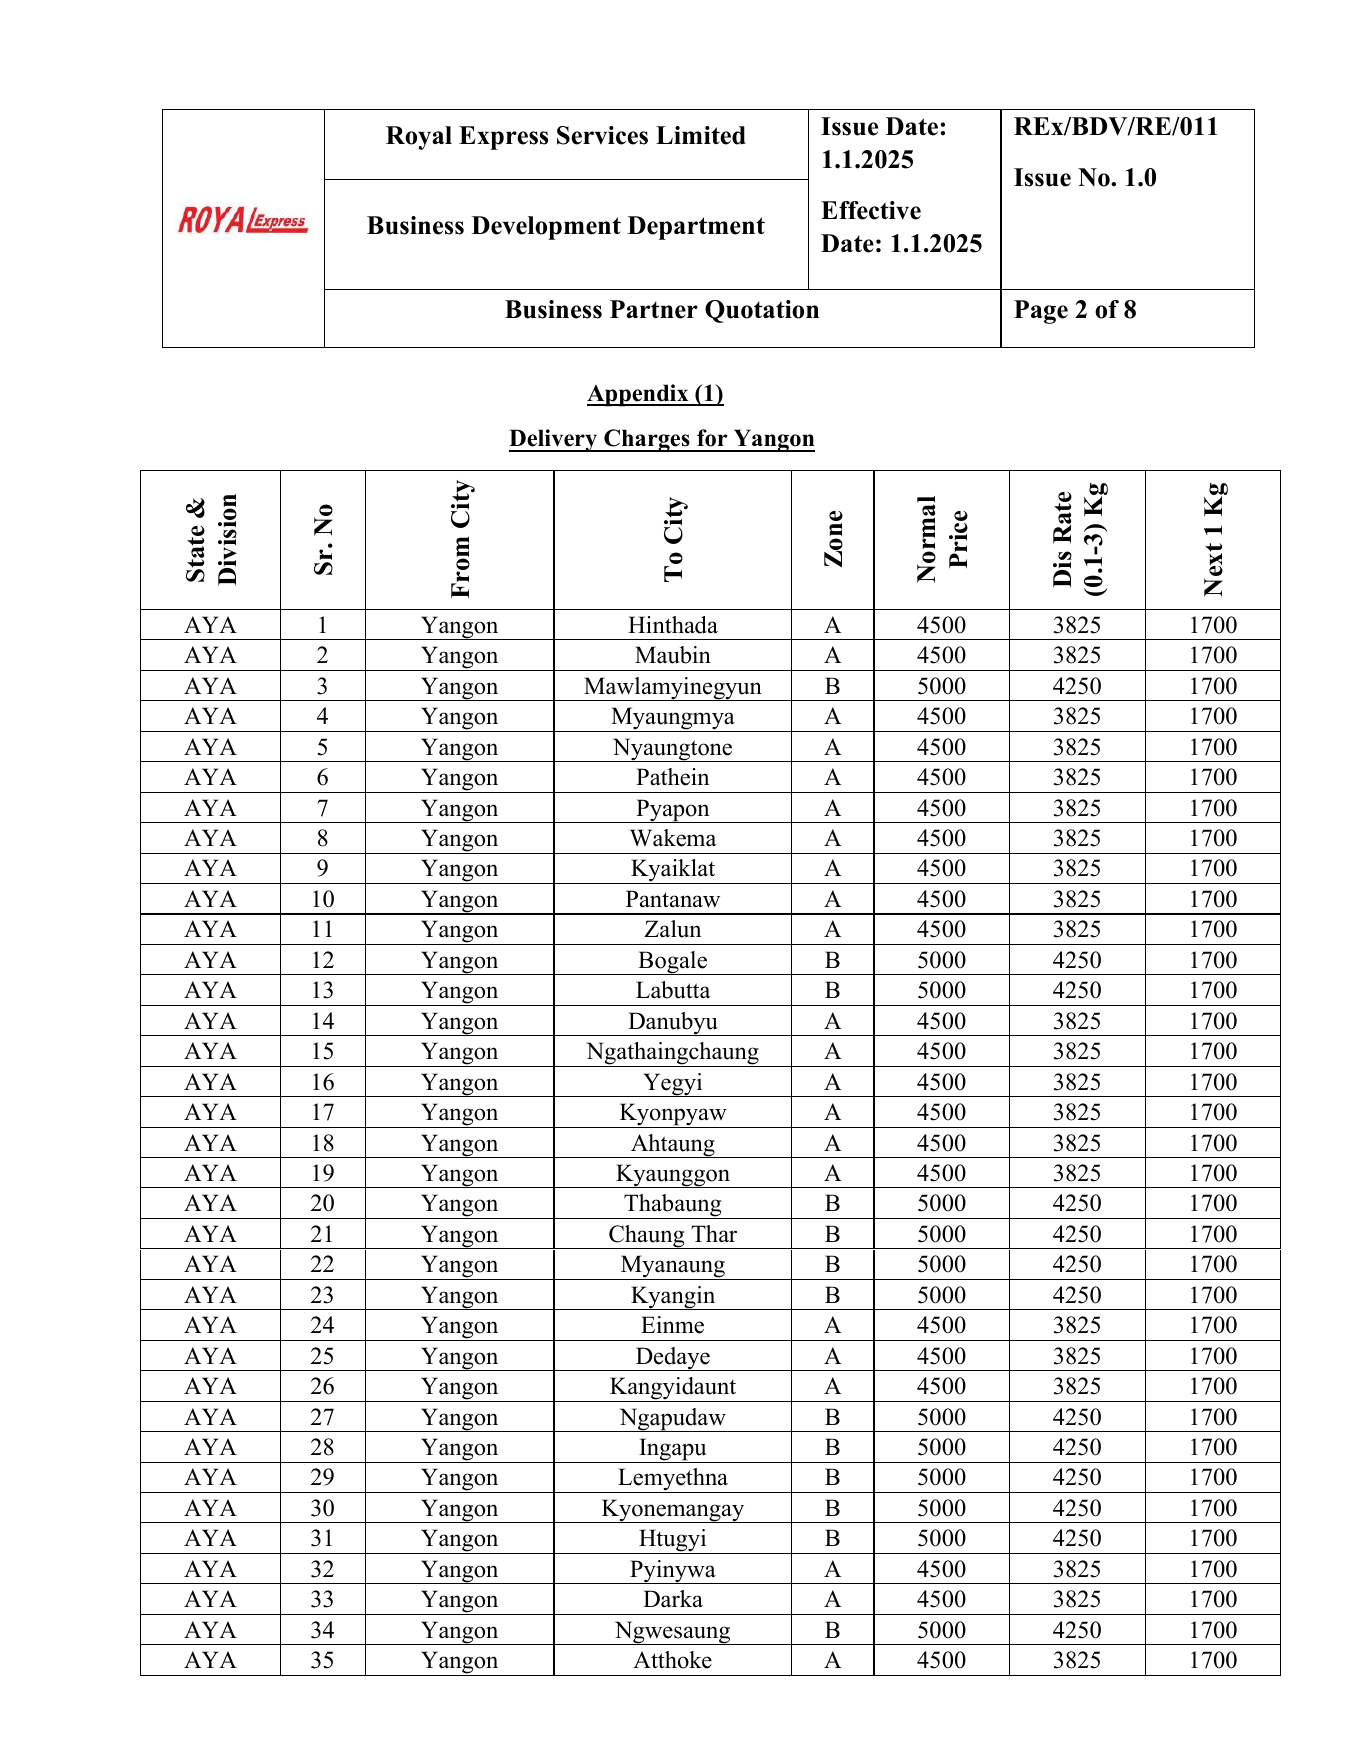 ROYAL Express
Royal Express Services Limited
Business Development Department
Issue Date:
1.1.2025
Effective
Date: 1.1.2025
REx/BDV/RE/011
Issue No. 1.0
Business Partner Quotation
Page 2 of 8
Appendix (1)
Delivery Charges for Yangon
State & Division Sr. No From City To City Zone Normal Price Dis Rate (0.1-3) Kg Next 1 Kg
AYA 1 Yangon Hinthada A 4500 3825 1700
AYA 2 Yangon Maubin A 4500 3825 1700
AYA 3 Yangon Mawlamyinegyun B 5000 4250 1700
AYA 4 Yangon Myaungmya A 4500 3825 1700
AYA 5 Yangon Nyaungtone A 4500 3825 1700
AYA 6 Yangon Pathein A 4500 3825 1700
AYA 7 Yangon Pyapon A 4500 3825 1700
AYA 8 Yangon Wakema A 4500 3825 1700
AYA 9 Yangon Kyaiklat A 4500 3825 1700
AYA 10 Yangon Pantanaw A 4500 3825 1700
AYA 11 Yangon Zalun A 4500 3825 1700
AYA 12 Yangon Bogale B 5000 4250 1700
AYA 13 Yangon Labutta B 5000 4250 1700
AYA 14 Yangon Danubyu A 4500 3825 1700
AYA 15 Yangon Ngathaingchaung A 4500 3825 1700
AYA 16 Yangon Yegyi A 4500 3825 1700
AYA 17 Yangon Kyonpyaw A 4500 3825 1700
AYA 18 Yangon Ahtaung A 4500 3825 1700
AYA 19 Yangon Kyaunggon A 4500 3825 1700
AYA 20 Yangon Thabaung B 5000 4250 1700
AYA 21 Yangon Chaung Thar B 5000 4250 1700
AYA 22 Yangon Myanaung B 5000 4250 1700
AYA 23 Yangon Kyangin B 5000 4250 1700
AYA 24 Yangon Einme A 4500 3825 1700
AYA 25 Yangon Dedaye A 4500 3825 1700
AYA 26 Yangon Kangyidaunt A 4500 3825 1700
AYA 27 Yangon Ngapudaw B 5000 4250 1700
AYA 28 Yangon Ingapu B 5000 4250 1700
AYA 29 Yangon Lemyethna B 5000 4250 1700
AYA 30 Yangon Kyonemangay B 5000 4250 1700
AYA 31 Yangon Htugyi B 5000 4250 1700
AYA 32 Yangon Pyinywa A 4500 3825 1700
AYA 33 Yangon Darka A 4500 3825 1700
AYA 34 Yangon Ngwesaung B 5000 4250 1700
AYA 35 Yangon Atthoke A 4500 3825 1700